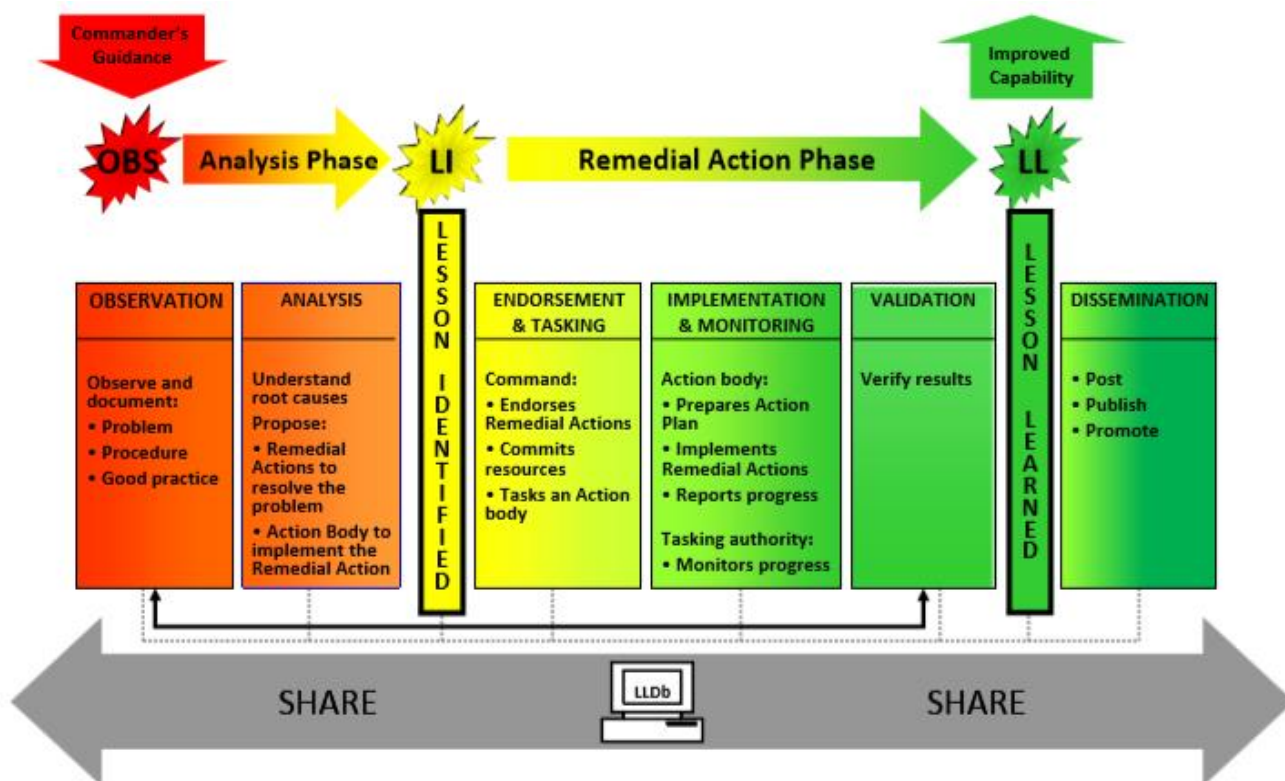 Commander's
Guidance
Improved
Capability
OBS
Analysis Phase
LI
Remedial Action Phase
LL
OBSERVATION
Observe and
document:
• Problem
• Procedure
• Good practice
ANALYSIS
Understand
root causes
Propose:
• Remedial
Actions to
resolve the
problem
• Action Body to
implement the
Remedial Action
LESSON IDENTIFIED
ENDORSEMENT
& TASKING
Command:
• Endorses
Remedial Actions
• Commits
resources
• Tasks an Action
body
IMPLEMENTATION
& MONITORING
Action body:
• Prepares Action
Plan
• Implements
Remedial Actions
• Reports progress
Tasking authority:
• Monitors progress
VALIDATION
Verify results
LESSON LEARNED
DISSEMINATION
• Post
• Publish
• Promote
SHARE
LLDb
SHARE